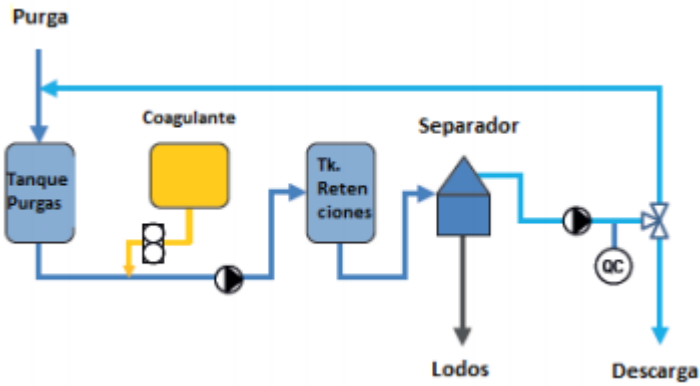 Purga
Coagulante
Separador
Tanque
Purgas
Tk.
Reten
ciones
QC
Lodos
Descarga